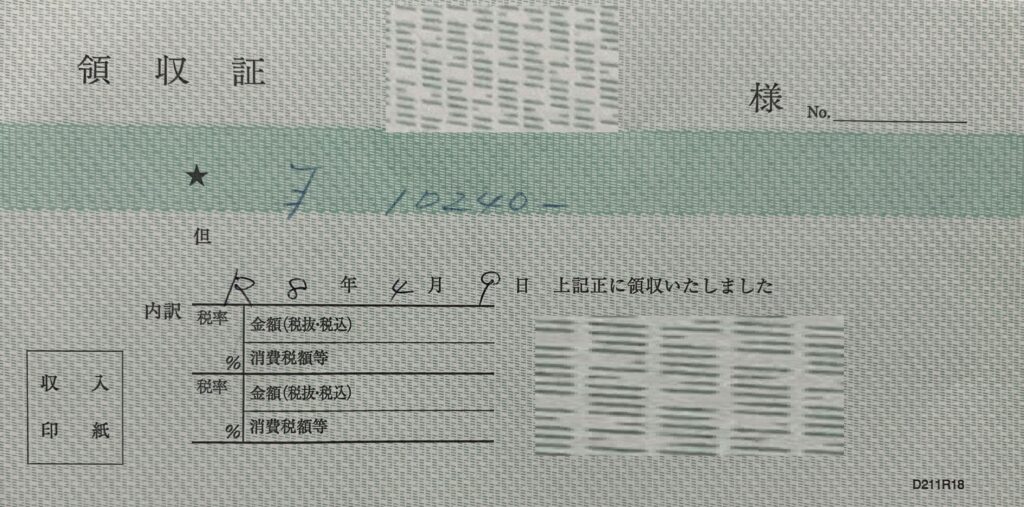 領収証
様 No.
★ ¥ 10240-
但
R8年4月9日 上記正に領収いたしました
内訳 税率 % 金額(税抜・税込)
消費税額等
税率 % 金額(税抜・税込)
消費税額等
収入
印紙
D211R18